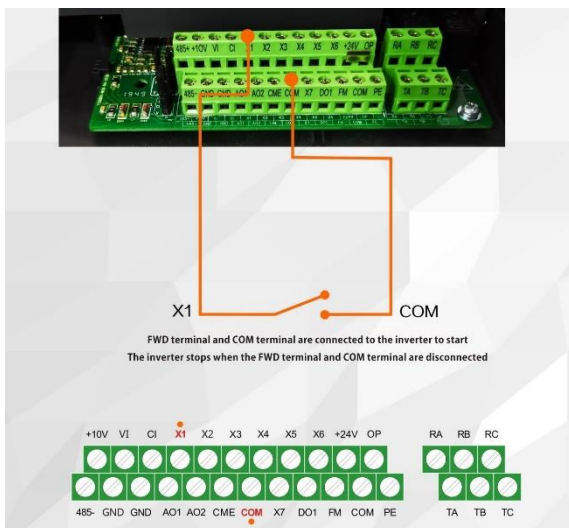 485+ +10V VI CI X1 X2 X3 X4 X5 X6 +24V OP RA RB RC
485- GND GND AO1 AO2 CME COM X7 DO1 FM COM PE TA TB TC
1949
X1 COM
FWD terminal and COM terminal are connected to the inverter to start
The inverter stops when the FWD terminal and COM terminal are disconnected
+10V VI CI X1 X2 X3 X4 X5 X6 +24V OP RA RB RC
485- GND GND AO1 AO2 CME COM X7 DO1 FM COM PE TA TB TC